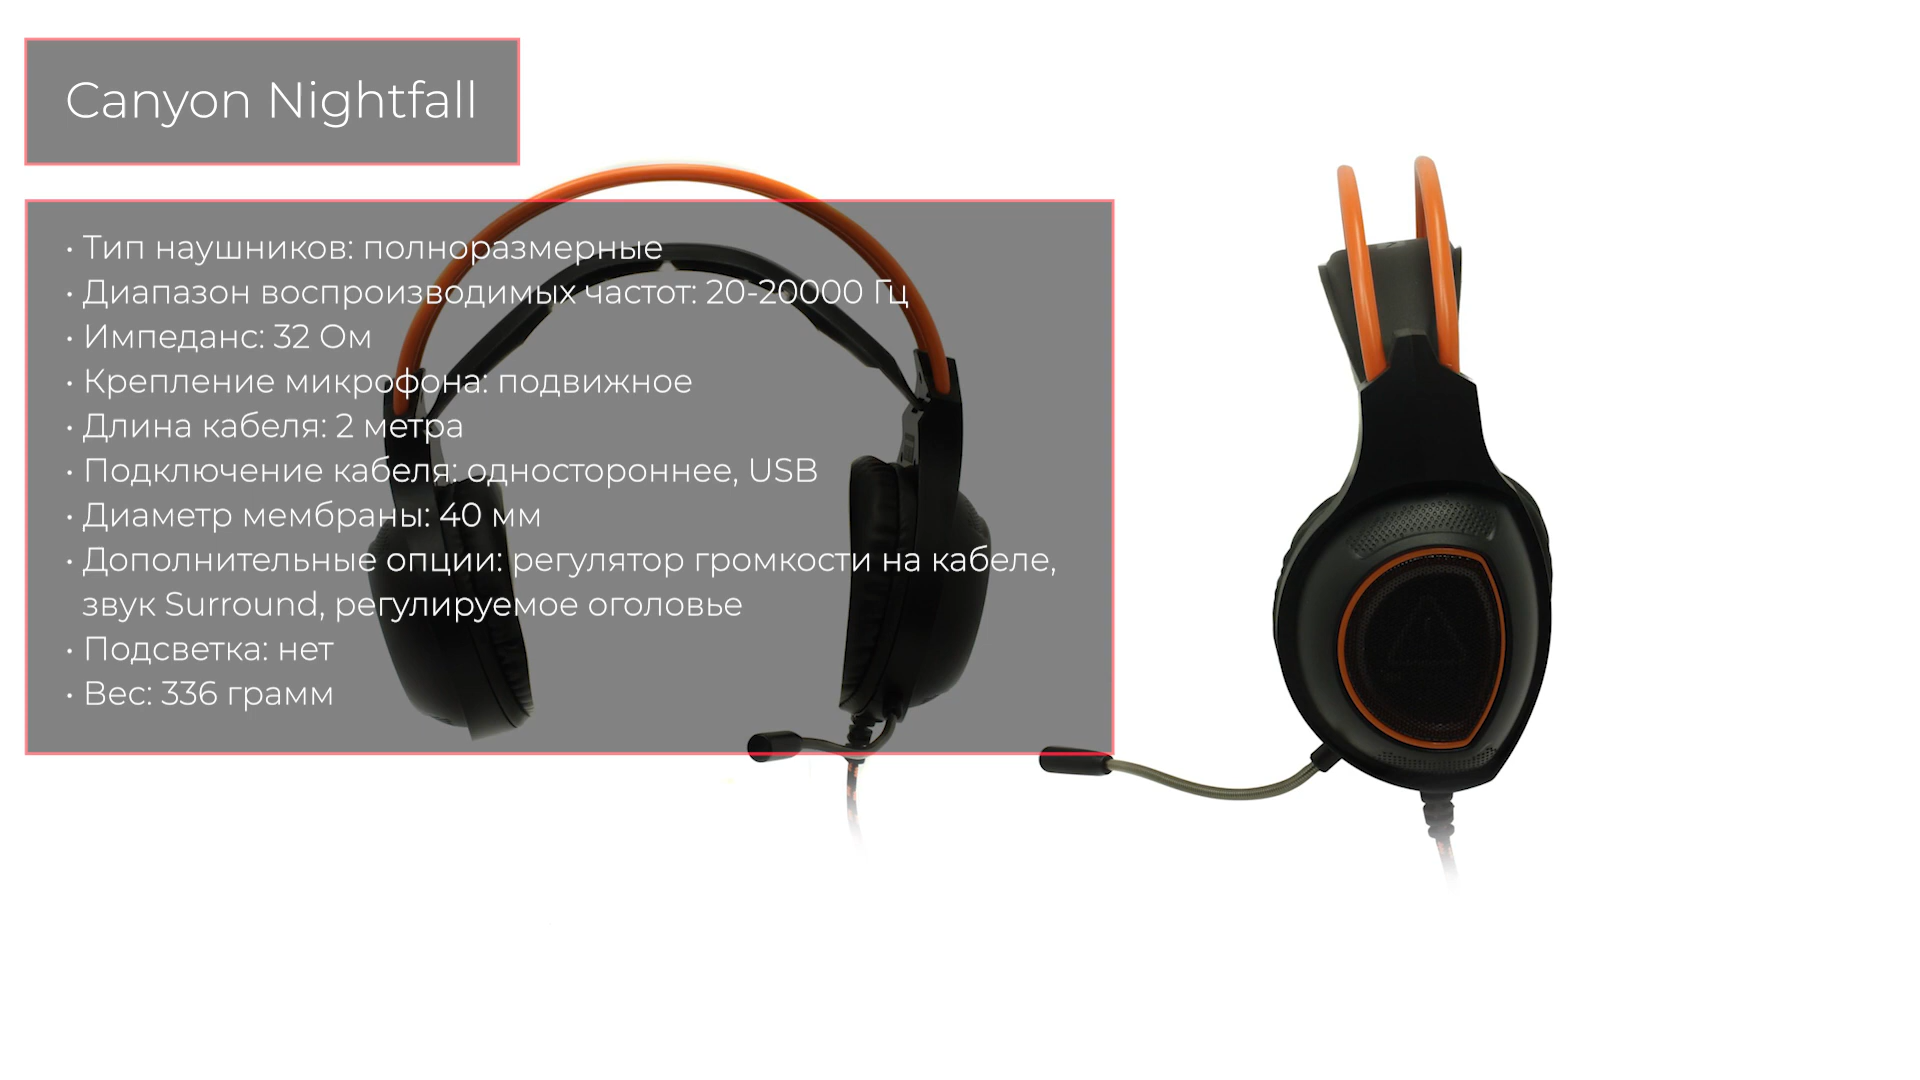 Canyon Nightfall
• Тип наушников: полноразмерные
• Диапазон воспроизводимых частот: 20-20000 Гц
• Импеданс: 32 Ом
• Крепление микрофона: подвижное
• Длина кабеля: 2 метра
• Подключение кабеля: одностороннее, USB
• Диаметр мембраны: 40 мм
• Дополнительные опции: регулятор громкости на кабеле,
звук Surround, регулируемое оголовье
• Подсветка: нет
• Вес: 336 грамм